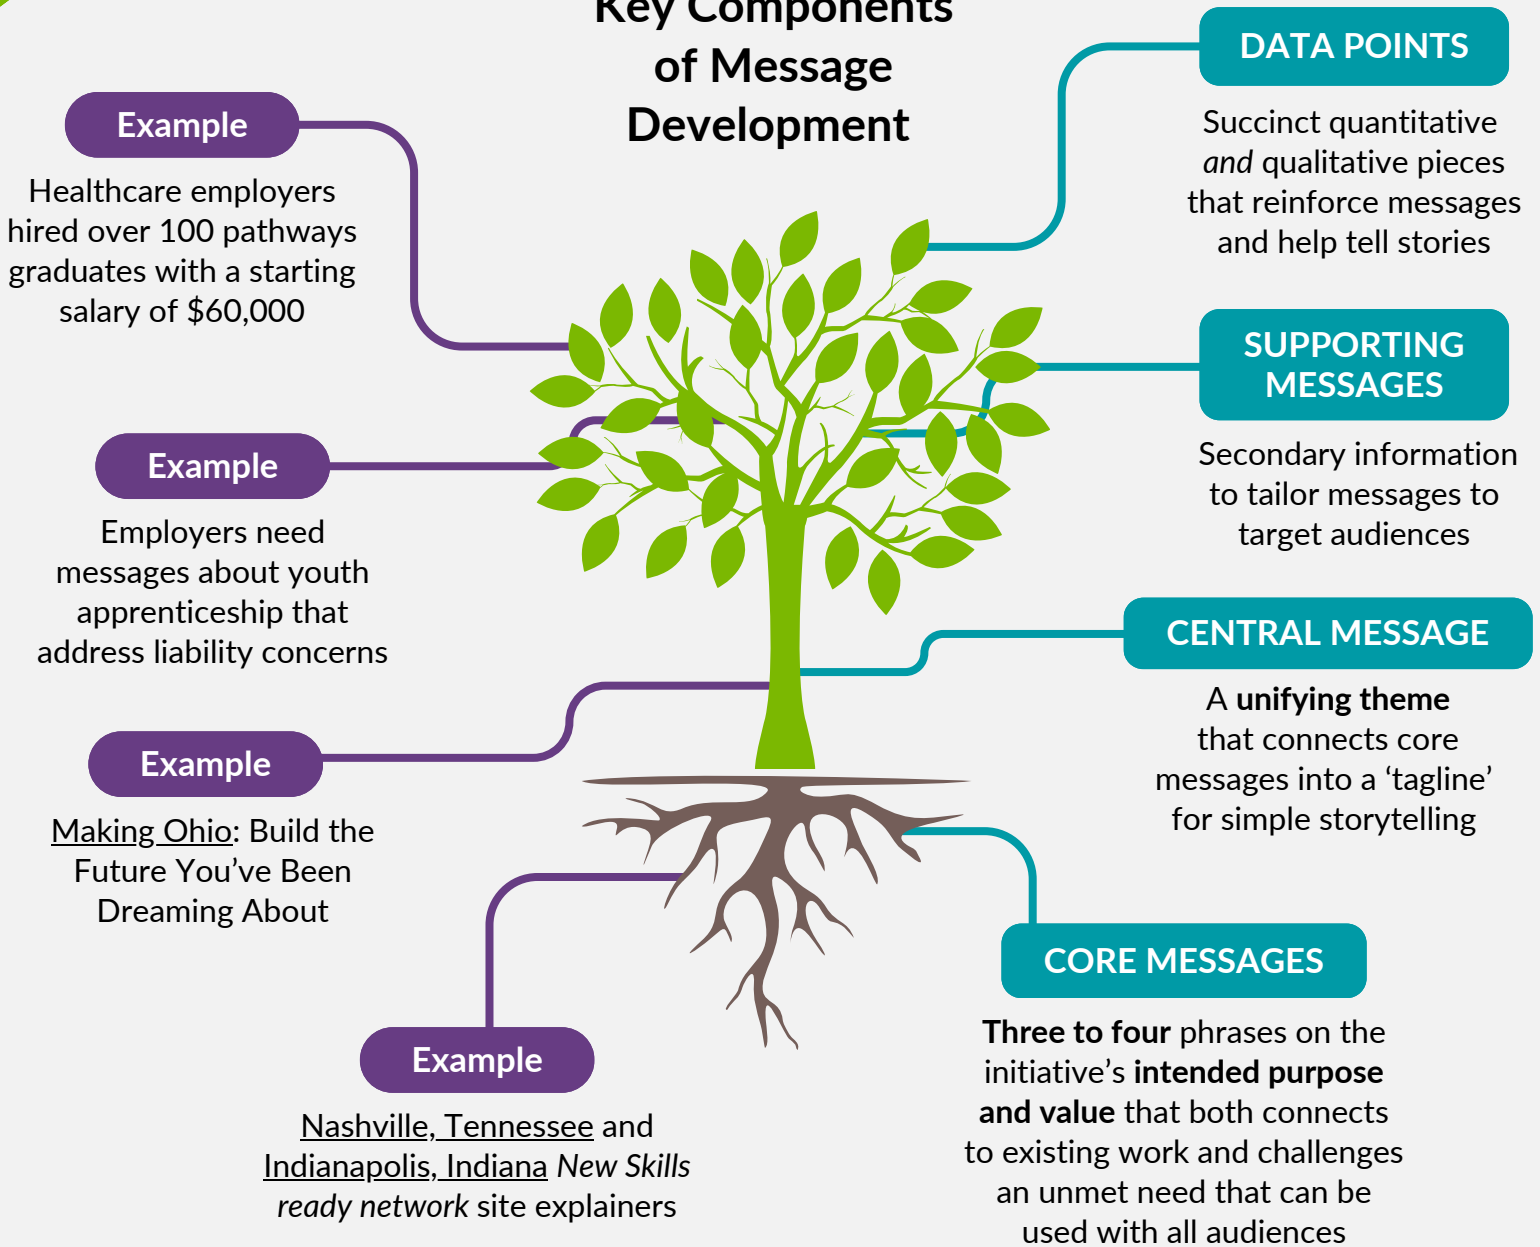 Key Components
of Message
Development
DATA POINTS
Succinct quantitative
and qualitative pieces
that reinforce messages
and help tell stories
Example
Healthcare employers
hired over 100 pathways
graduates with a starting
salary of $60,000
SUPPORTING
MESSAGES
Secondary information
to tailor messages to
target audiences
Example
Employers need
messages about youth
apprenticeship that
address liability concerns
CENTRAL MESSAGE
A unifying theme
that connects core
messages into a ‘tagline’
for simple storytelling
Example
Making Ohio: Build the
Future You’ve Been
Dreaming About
CORE MESSAGES
Three to four phrases on the
initiative’s intended purpose
and value that both connects
to existing work and challenges
an unmet need that can be
used with all audiences
Example
Nashville, Tennessee and
Indianapolis, Indiana New Skills
ready network site explainers